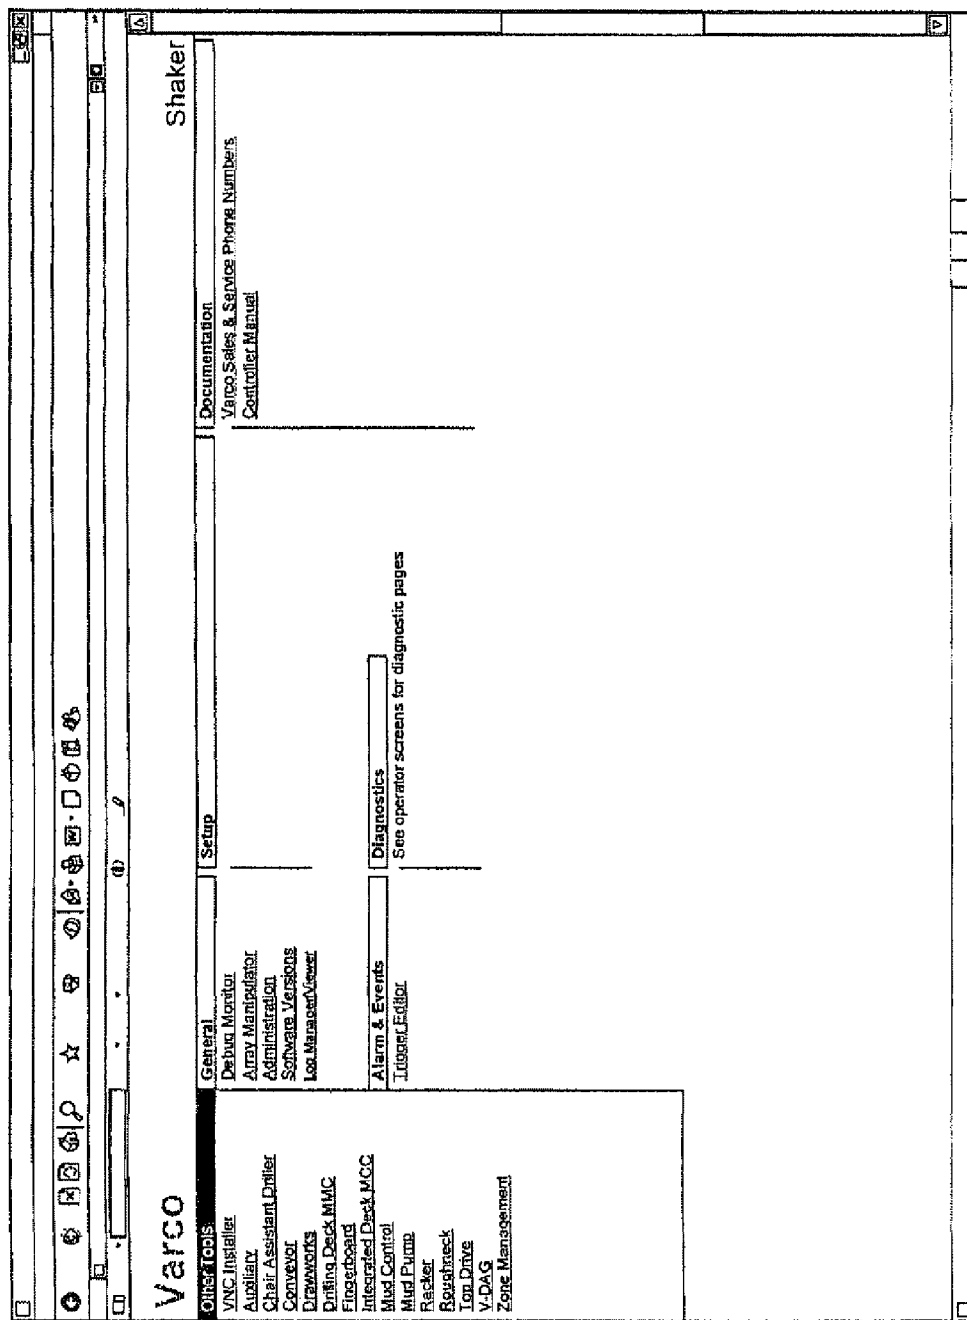 Varco
Shaker
Other Tools
VNC Installer
Auxiliary
Chair Assistant Driller
Conveyor
Drawworks
Drilling Deck MMC
Fingerboard
Integrated Deck MCC
Mud Control
Mud Pump
Racker
Roughneck
Top Drive
V-DAG
Zone Management
General
Debug Monitor
Array Manipulator
Administration
Software Versions
Log Manager/Viewer
Setup
Documentation
Varco Sales & Service Phone Numbers
Controller Manual
Alarm & Events
Trigger Editor
Diagnostics
See operator screens for diagnostic pages